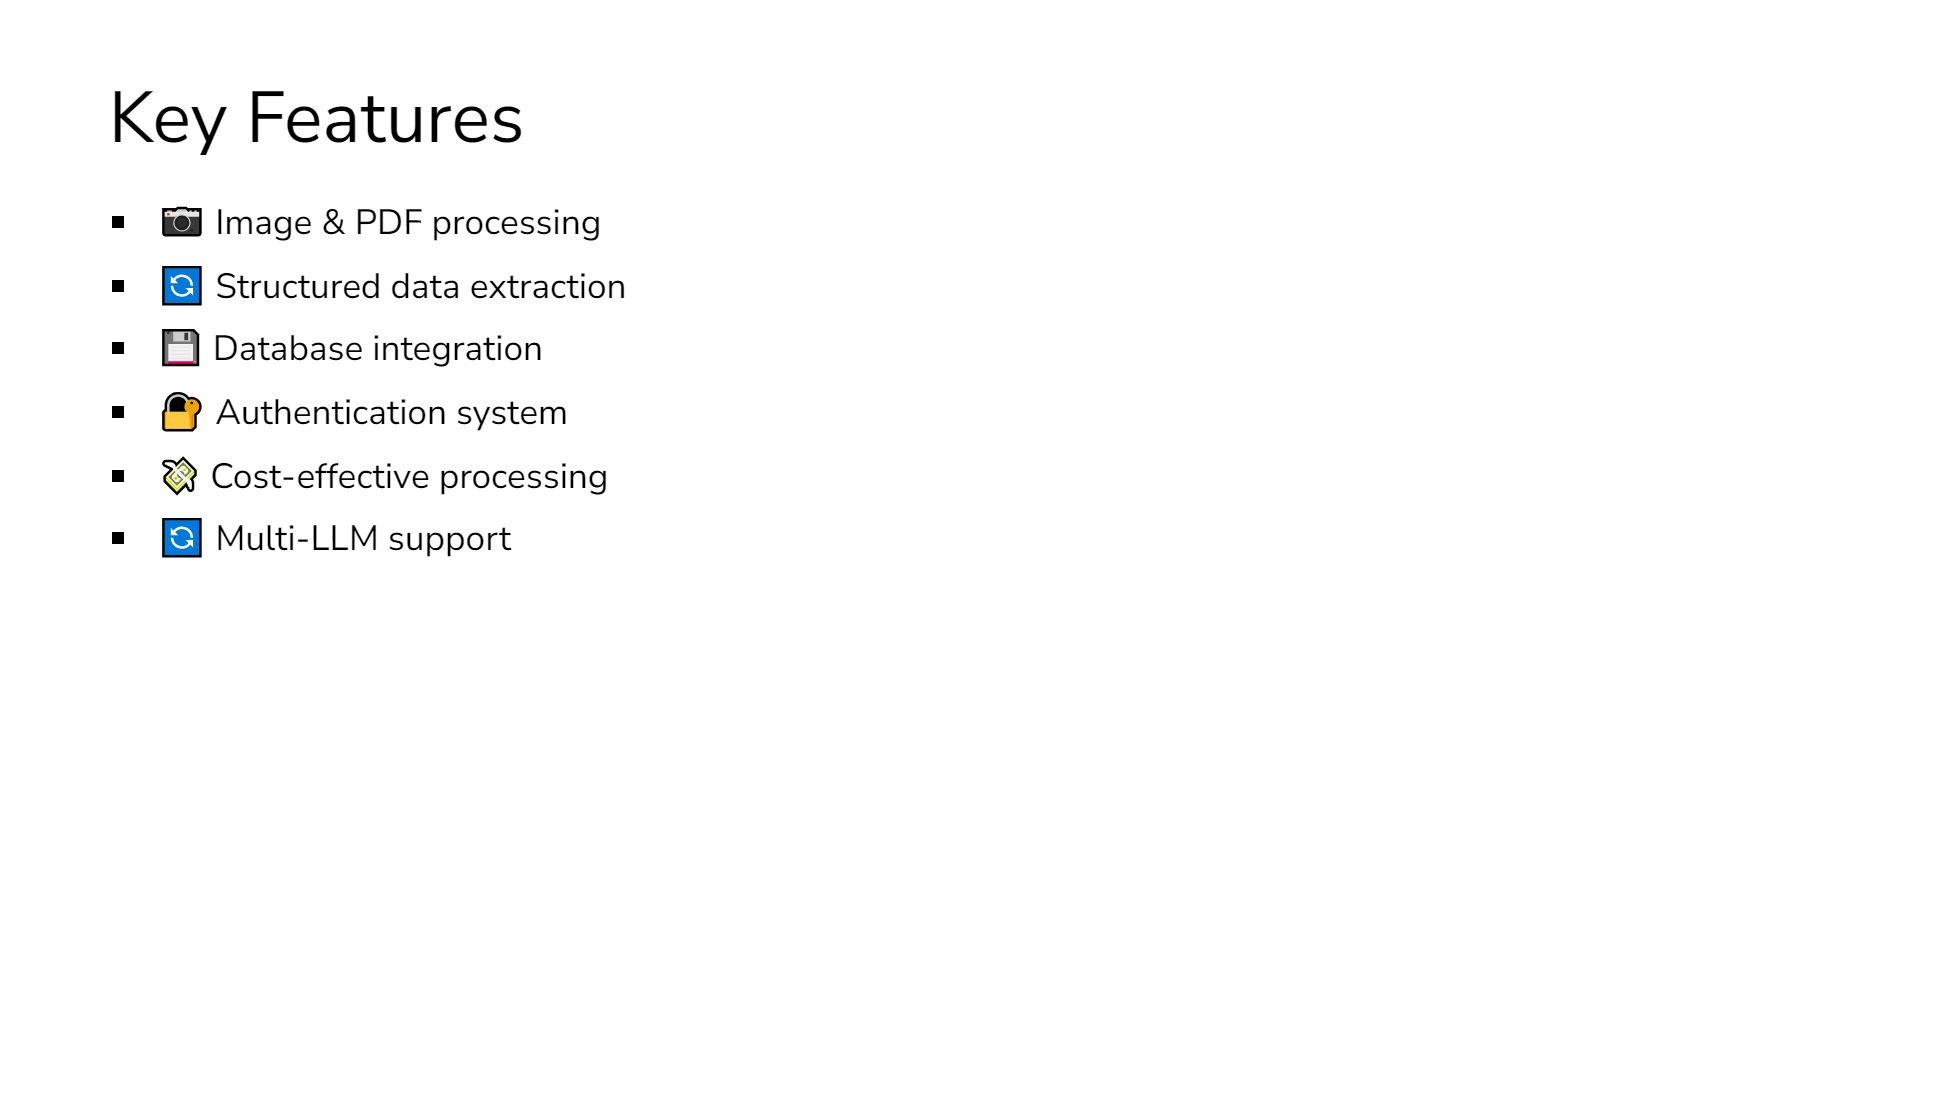 Key Features
▪ 📷 Image & PDF processing
▪ 🔄 Structured data extraction
▪ 💾 Database integration
▪ 🔐 Authentication system
▪ 💸 Cost-effective processing
▪ 🔄 Multi-LLM support